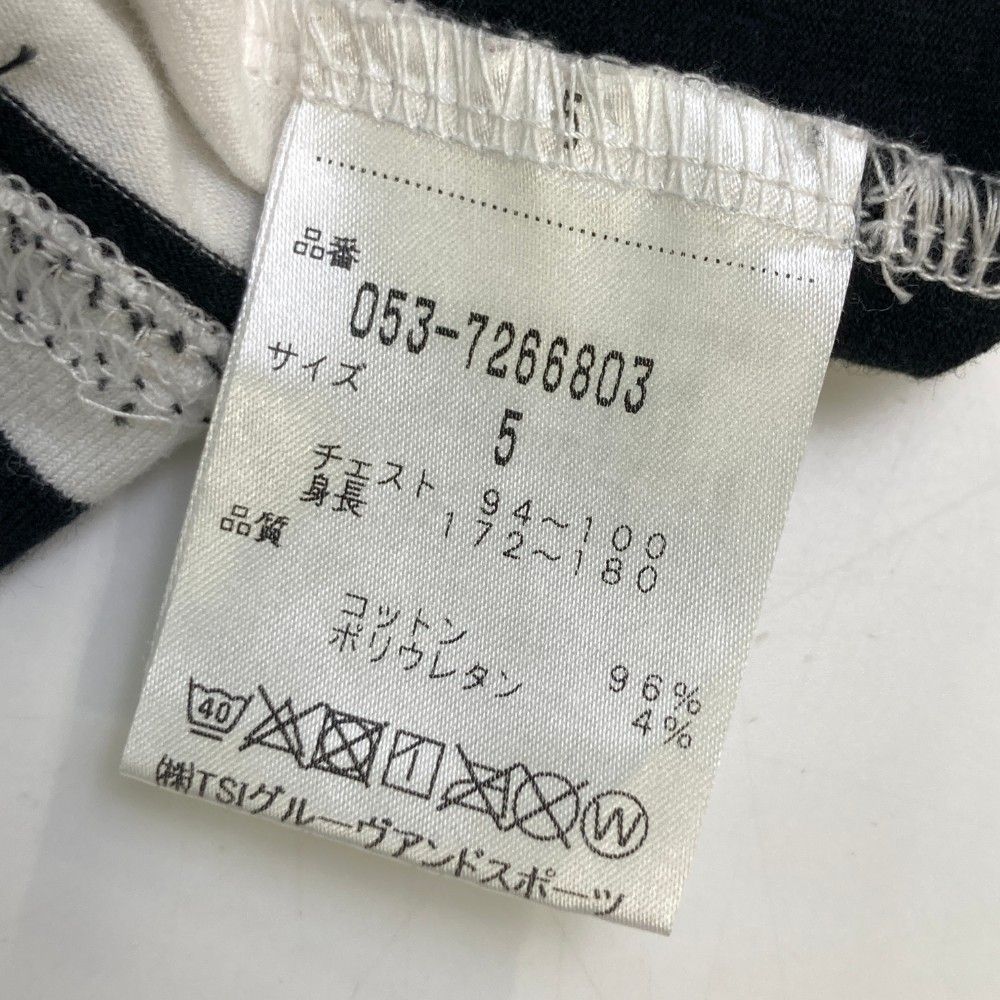 5
品番
053-7266803
サイズ
5
チェスト 94~100
身長 172~180
品質
コットン 96%
ポリウレタン 4%
40 W
(株)TSIグルーヴアンドスポーツ